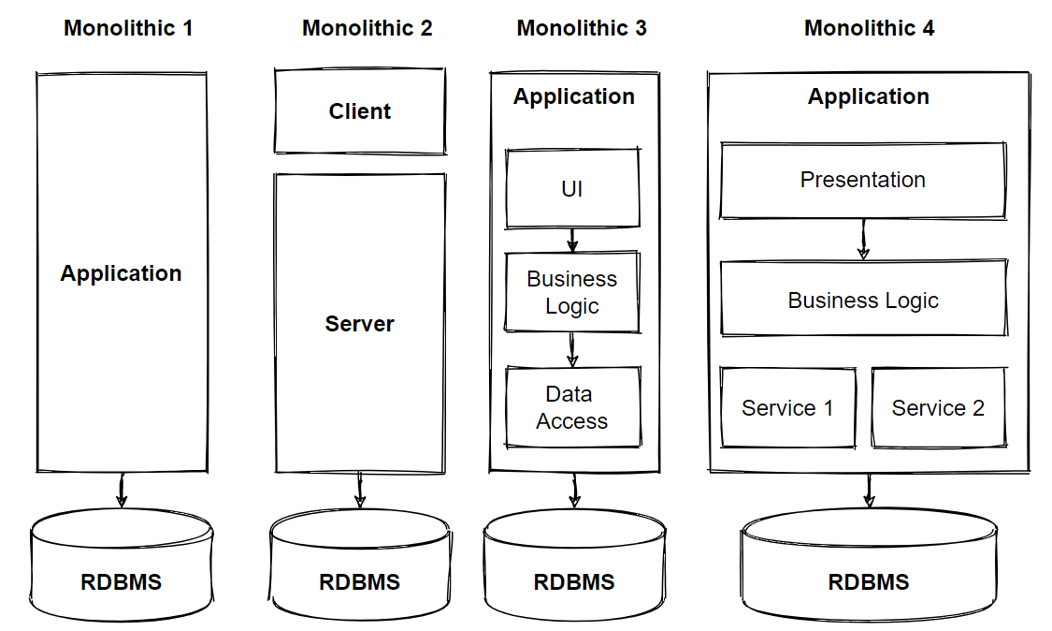 Monolithic 1
Monolithic 2
Monolithic 3
Monolithic 4
Application
RDBMS
Client
Server
RDBMS
Application
UI
Business
Logic
Data
Access
RDBMS
Application
Presentation
Business Logic
Service 1
Service 2
RDBMS